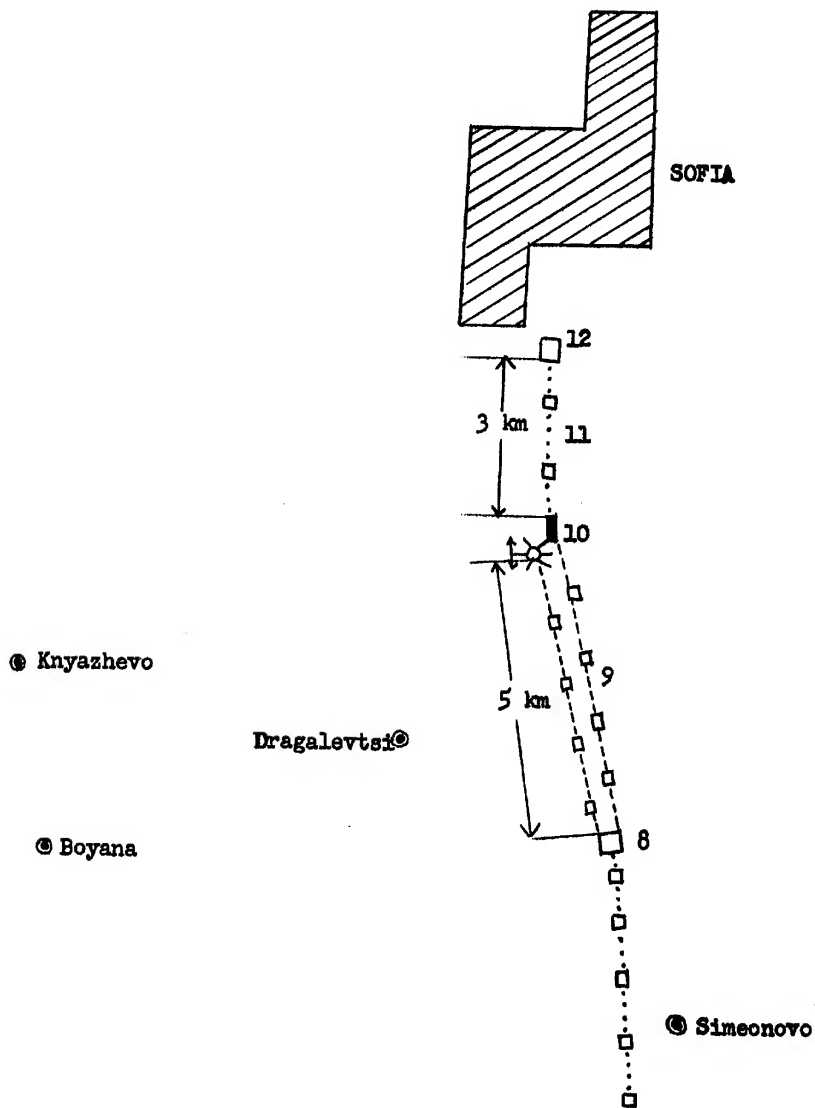 SOFIA
12
3 km
11
10
Knyazhevo
9
5 km
Dragalevtsi
Boyana
8
Simeonovo